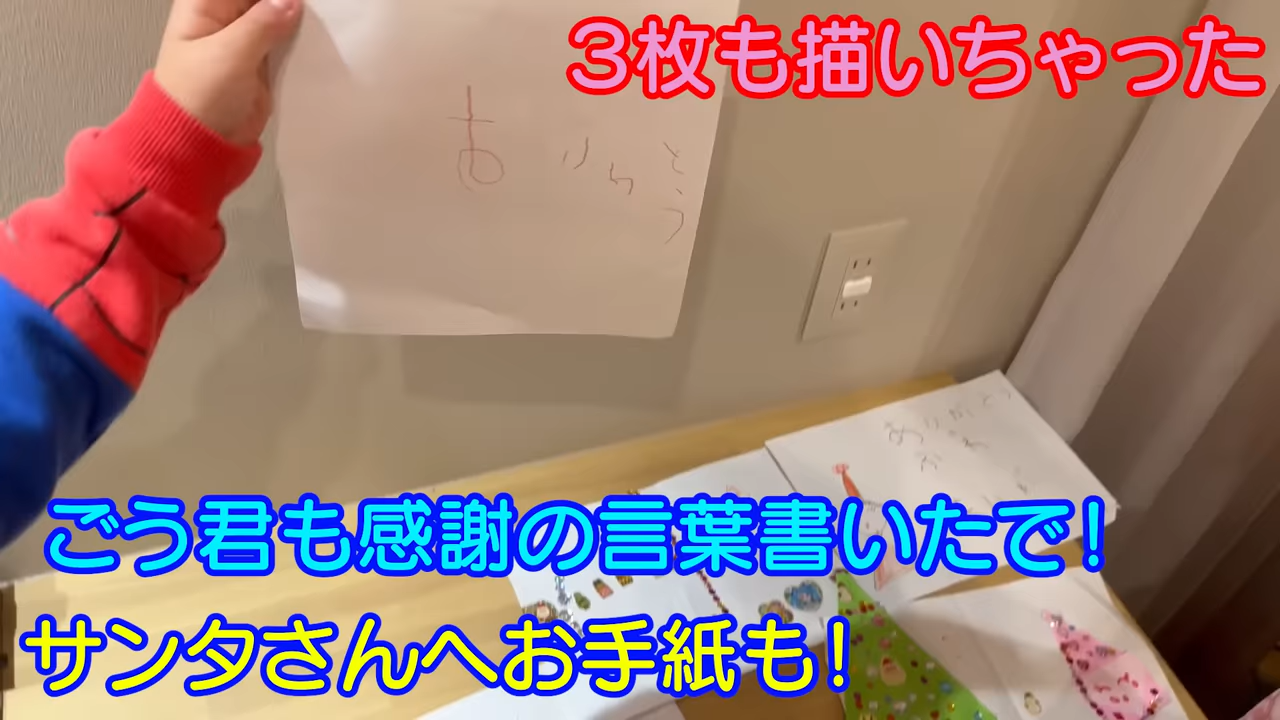 3枚も描いちゃった
ありがとう
ごう君も感謝の言葉書いたで!
サンタさんへお手紙も!